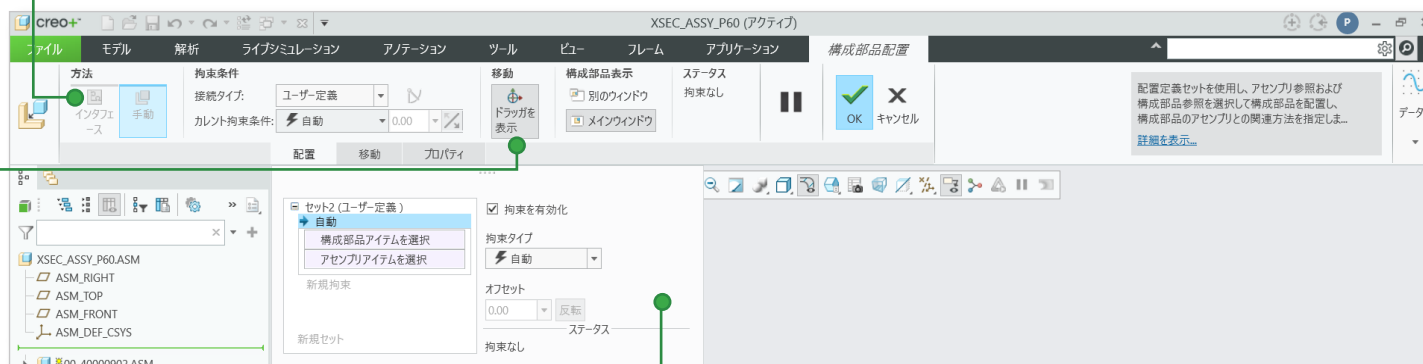 creo+
XSEC_ASSY_P60 (アクティブ)
P
ファイル モデル 解析 ライブシミュレーション アノテーション ツール ビュー フレーム アプリケーション 構成部品配置
方法 拘束条件 移動 構成部品表示 ステータス
インタフェ
ース
手動
接続タイプ: ユーザー定義
カレント拘束条件: 自動 0.00
ドラッガを
表示
別のウィンドウ
メインウィンドウ
拘束なし
OK キャンセル
配置定義セットを使用し、アセンブリ参照および
構成部品参照を選択して構成部品を配置し、
構成部品のアセンブリとの関連方法を指定しま...
詳細を表示...
データ
配置 移動 プロパティ
XSEC_ASSY_P60.ASM
ASM_RIGHT
ASM_TOP
ASM_FRONT
ASM_DEF_CSYS
00-40000902.ASM
セット2 (ユーザー定義 )
自動
構成部品アイテムを選択
アセンブリアイテムを選択
新規拘束
新規セット
拘束を有効化
拘束タイプ
自動
オフセット
0.00 反転
ステータス
拘束なし